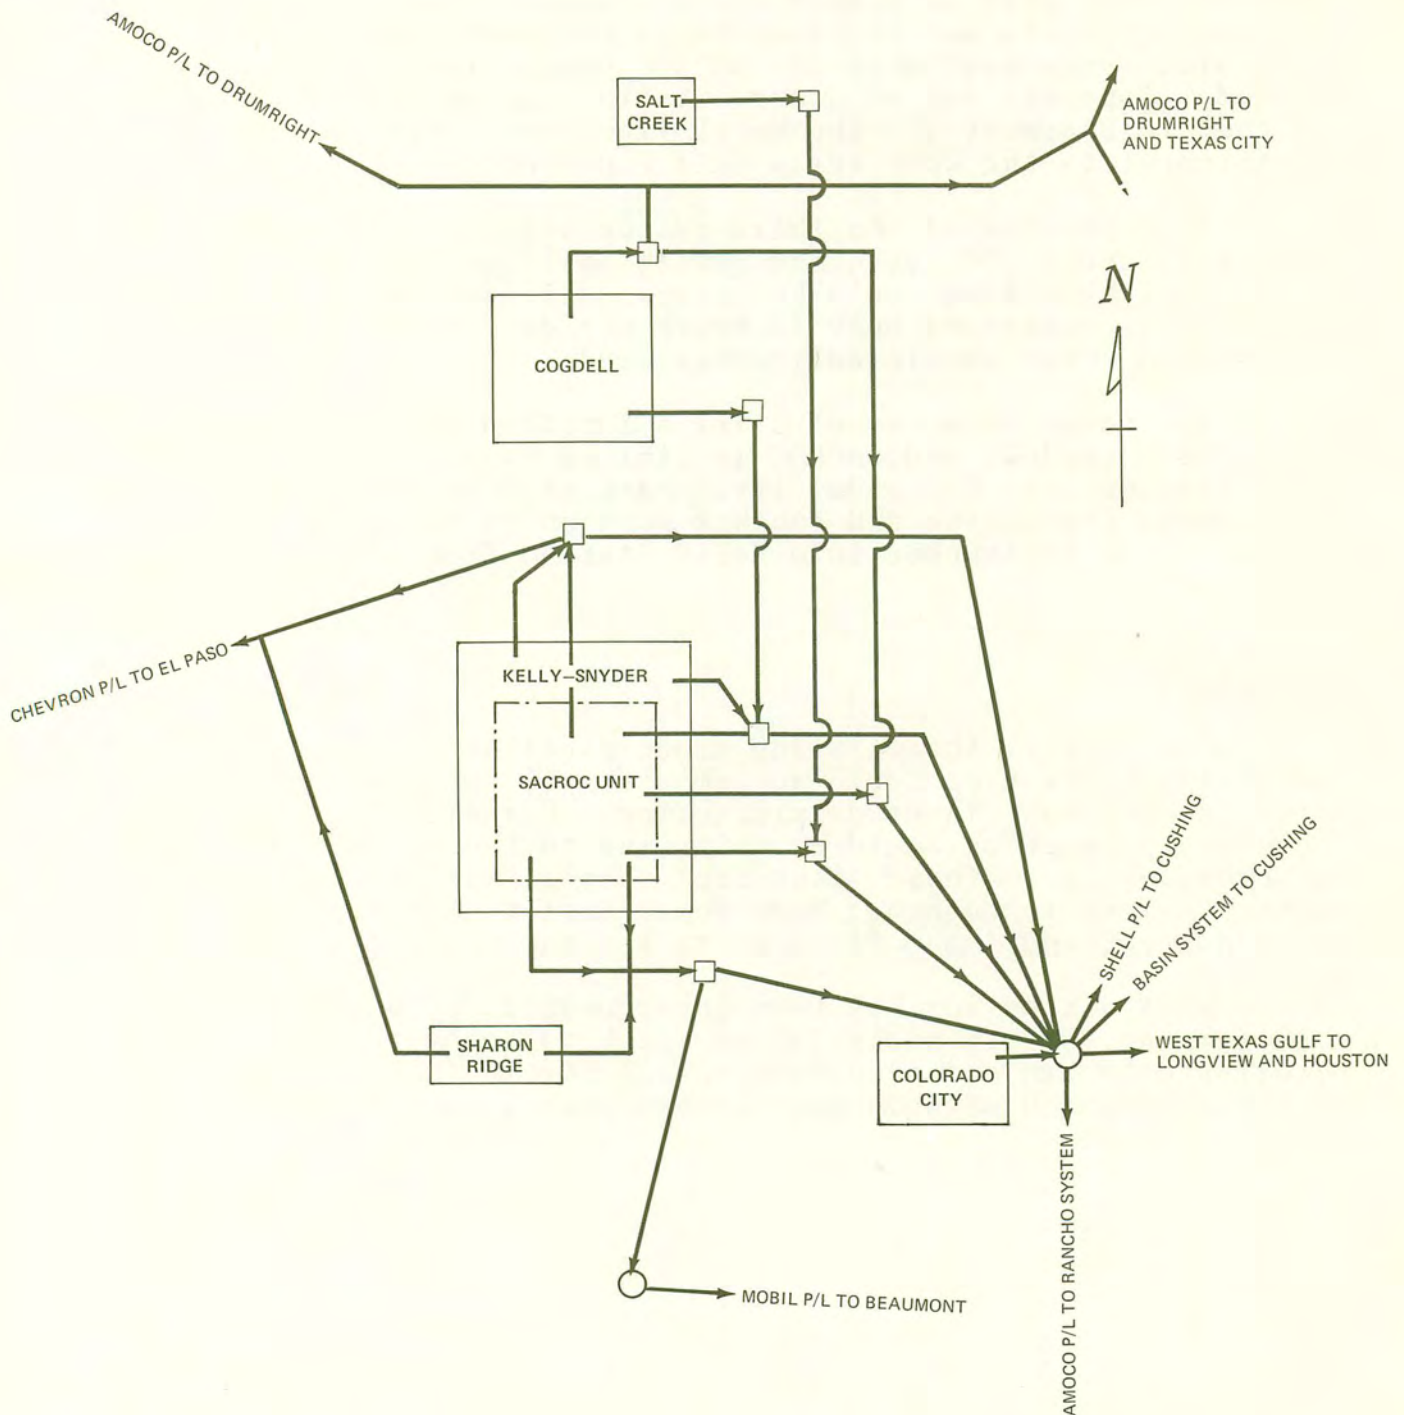 AMOCO P/L TO DRUMRIGHT
SALT
CREEK
AMOCO P/L TO
DRUMRIGHT
AND TEXAS CITY
N
COGDELL
CHEVRON P/L TO EL PASO
KELLY–SNYDER
SACROC UNIT
SHELL P/L TO CUSHING
BASIN SYSTEM TO CUSHING
SHARON
RIDGE
COLORADO
CITY
WEST TEXAS GULF TO
LONGVIEW AND HOUSTON
AMOCO P/L TO RANCHO SYSTEM
MOBIL P/L TO BEAUMONT